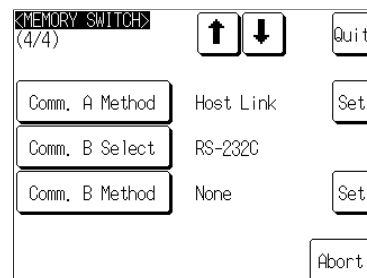 <MEMORY SWITCH>
(4/4) Quit
Comm. A Method Host Link Set
Comm. B Select RS-232C
Comm. B Method None Set
Abort